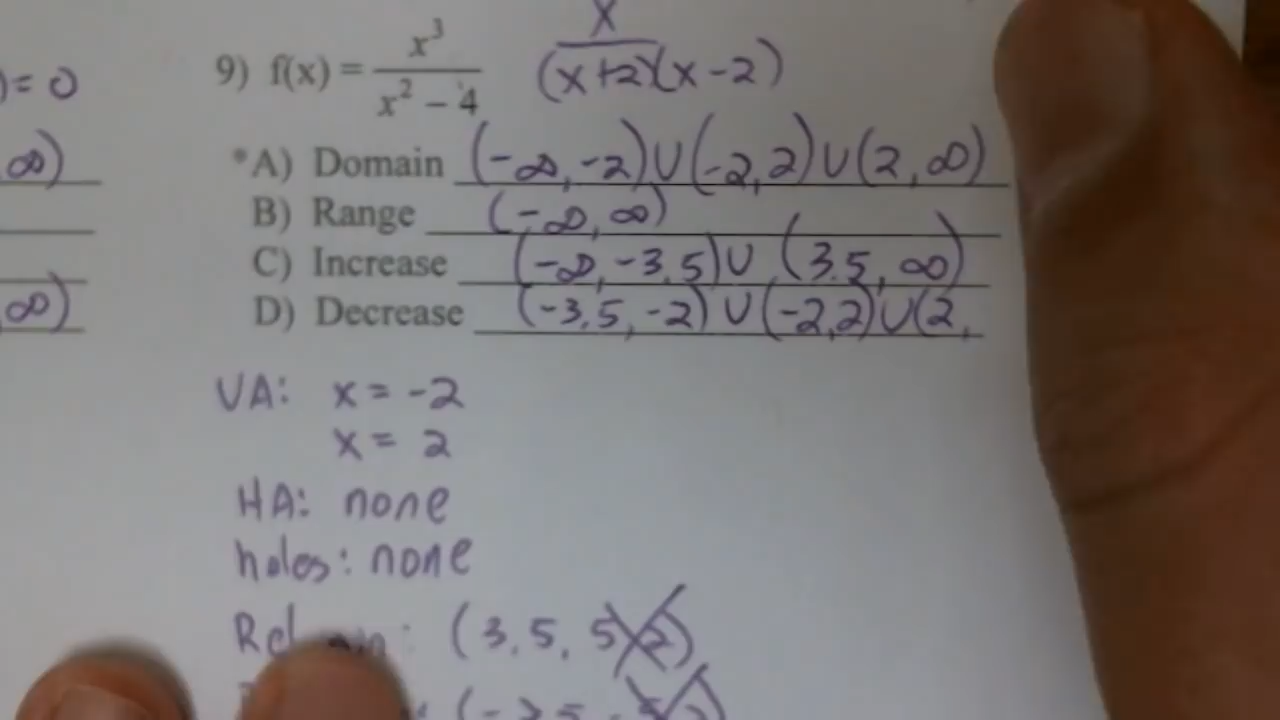 )= 0
∞)
∞)
9) f(x) = x³ / (x² − 4)
x / (x+2)(x-2)
*A) Domain (-∞, -2) ∪ (-2, 2) ∪ (2, ∞)
B) Range (-∞, ∞)
C) Increase (-∞, -3.5) ∪ (3.5, ∞)
D) Decrease (-3.5, -2) ∪ (-2, 2) ∪ (2,
VA: x = -2
x = 2
HA: none
holes: none
(3.5, 5